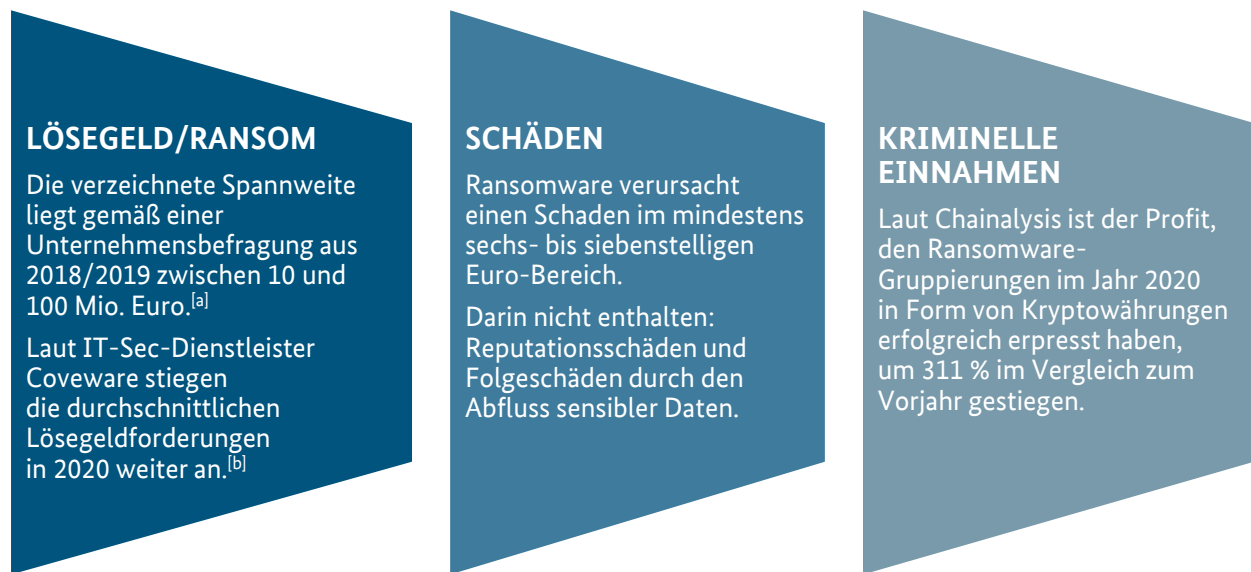 LÖSEGELD/RANSOM
Die verzeichnete Spannweite
liegt gemäß einer
Unternehmensbefragung aus
2018/2019 zwischen 10 und
100 Mio. Euro.[a]
Laut IT-Sec-Dienstleister
Coveware stiegen
die durchschnittlichen
Lösegeldforderungen
in 2020 weiter an.[b]
SCHÄDEN
Ransomware verursacht
einen Schaden im mindestens
sechs- bis siebenstelligen
Euro-Bereich.
Darin nicht enthalten:
Reputationsschäden und
Folgeschäden durch den
Abfluss sensibler Daten.
KRIMINELLE
EINNAHMEN
Laut Chainalysis ist der Profit,
den Ransomware-
Gruppierungen im Jahr 2020
in Form von Kryptowährungen
erfolgreich erpresst haben,
um 311 % im Vergleich zum
Vorjahr gestiegen.